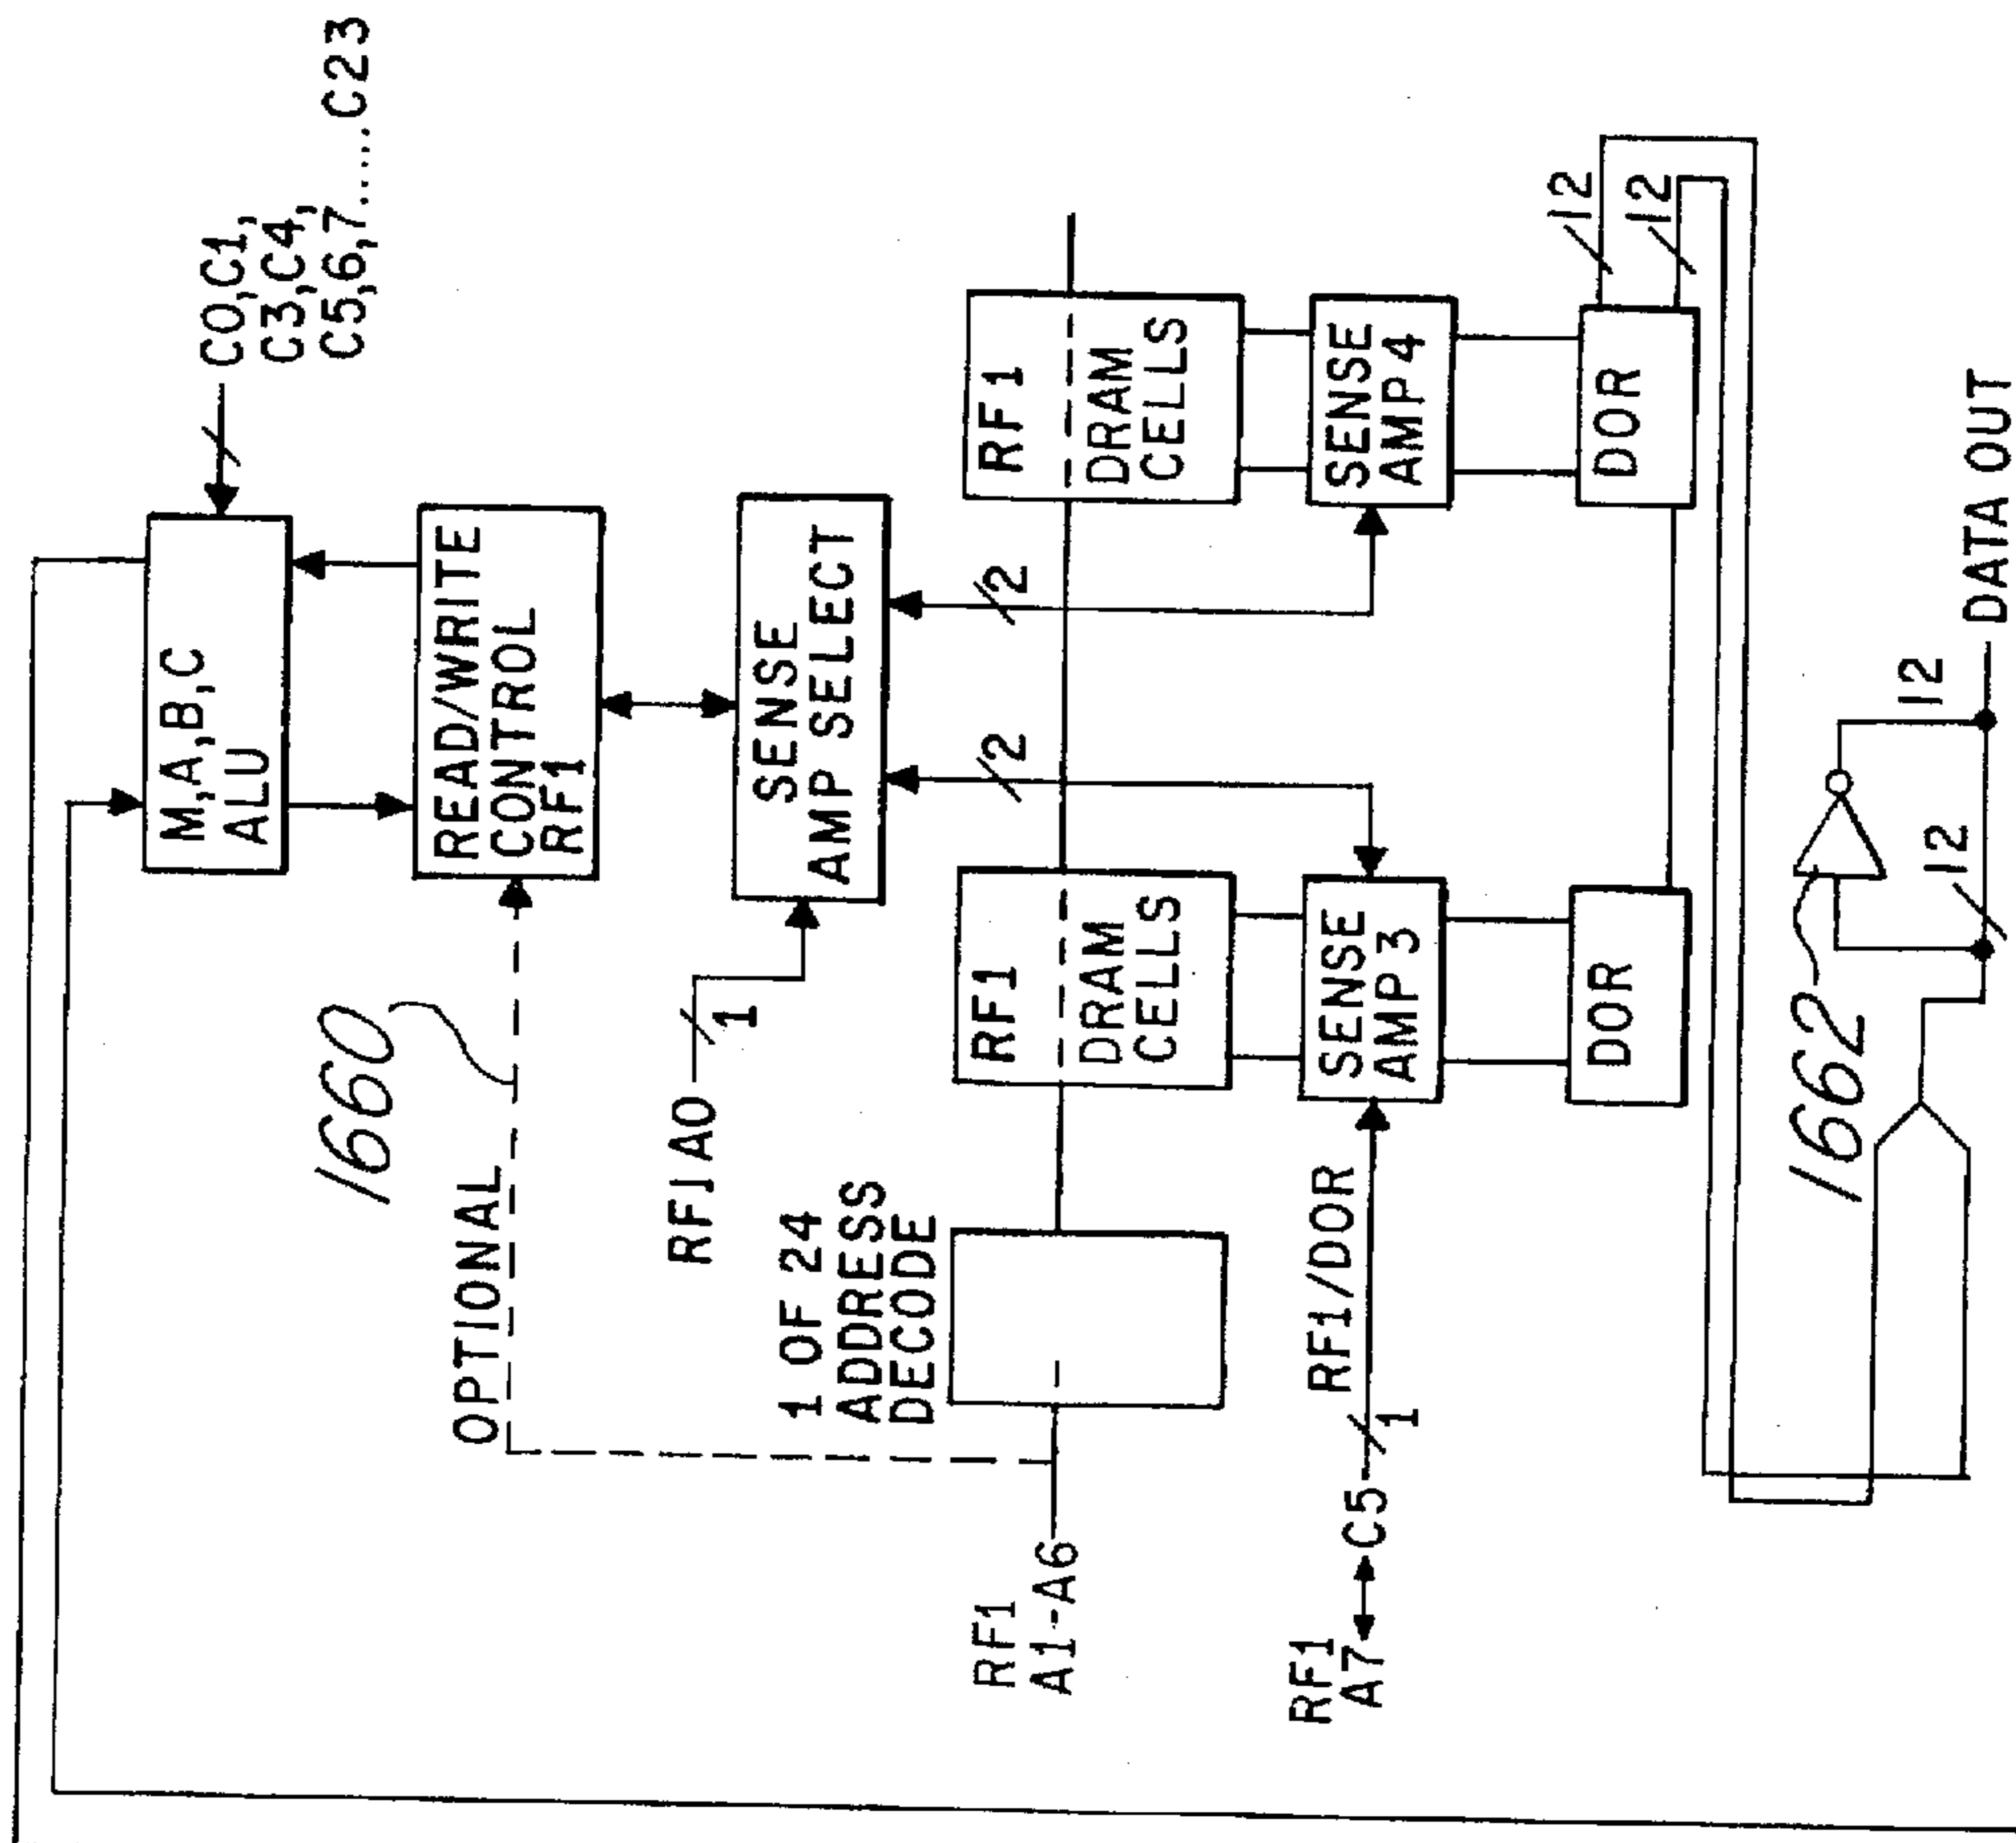 C0,C1,
C3,C4,
C5,6,7.....C23
M,A,B,C
ALU
READ/WRITE
CONTROL
RF1
OPTIONAL
1660
SENSE
AMP SELECT
RF1A0
1
2
2
1 OF 24
ADDRESS
DECODE
RF1
A1-A6
RF1
DRAM
CELLS
RF1
DRAM
CELLS
RF1
A7
C5
1
RF1/DOR
SENSE
AMP 3
SENSE
AMP 4
DOR
DOR
12
12
1662
12
12
DATA OUT